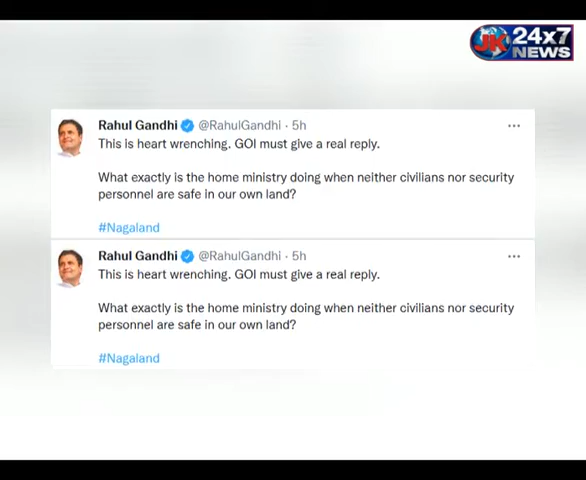 JK 24x7
NEWS
Rahul Gandhi @RahulGandhi · 5h
This is heart wrenching. GOI must give a real reply.
What exactly is the home ministry doing when neither civilians nor security
personnel are safe in our own land?
#Nagaland
Rahul Gandhi @RahulGandhi · 5h
This is heart wrenching. GOI must give a real reply.
What exactly is the home ministry doing when neither civilians nor security
personnel are safe in our own land?
#Nagaland